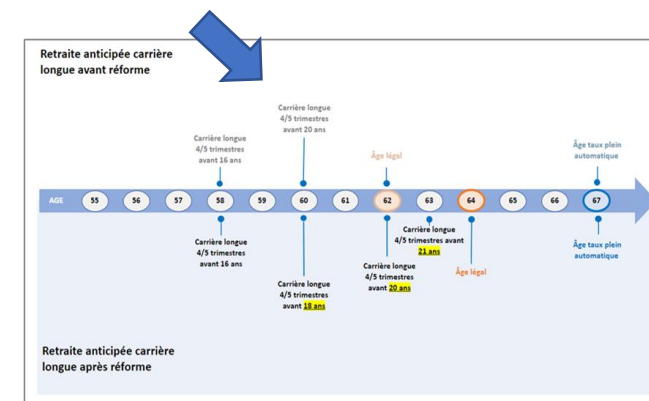 Retraite anticipée carrière
longue avant réforme
Carrière longue
4/5 trimestres
avant 20 ans
Carrière longue
4/5 trimestres
avant 16 ans
Âge légal
Âge taux plein
automatique
AGE 55 56 57 58 59 60 61 62 63 64 65 66 67
Carrière longue
4/5 trimestres
avant 16 ans
Carrière longue
4/5 trimestres
avant 18 ans
Carrière longue
4/5 trimestres
avant 20 ans
Carrière longue
4/5 trimestres avant
21 ans
Âge légal
Âge taux plein
automatique
Retraite anticipée carrière
longue après réforme